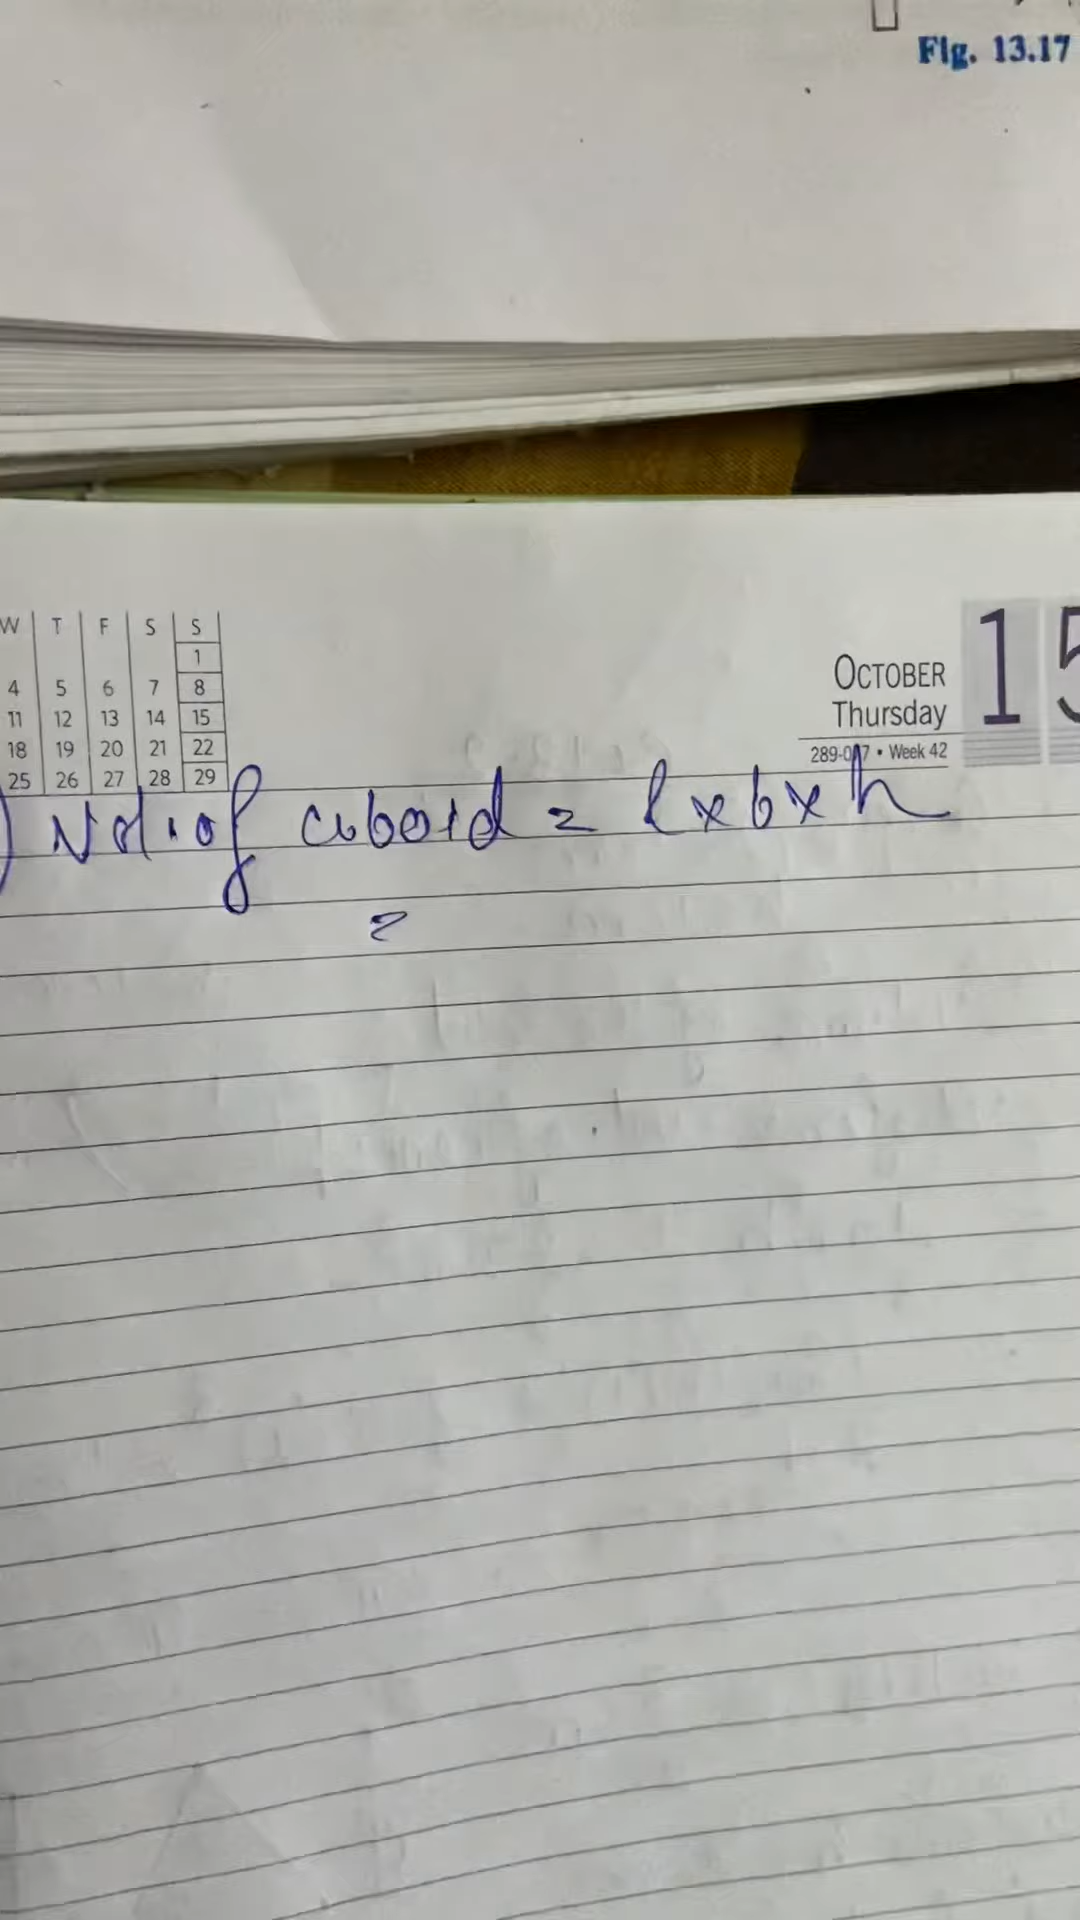 Fig. 13.17
W T F S S
1
4 5 6 7 8
11 12 13 14 15
18 19 20 21 22
25 26 27 28 29
OCTOBER
Thursday
15
Week 42
) Vol. of cuboid = l x b x h
=